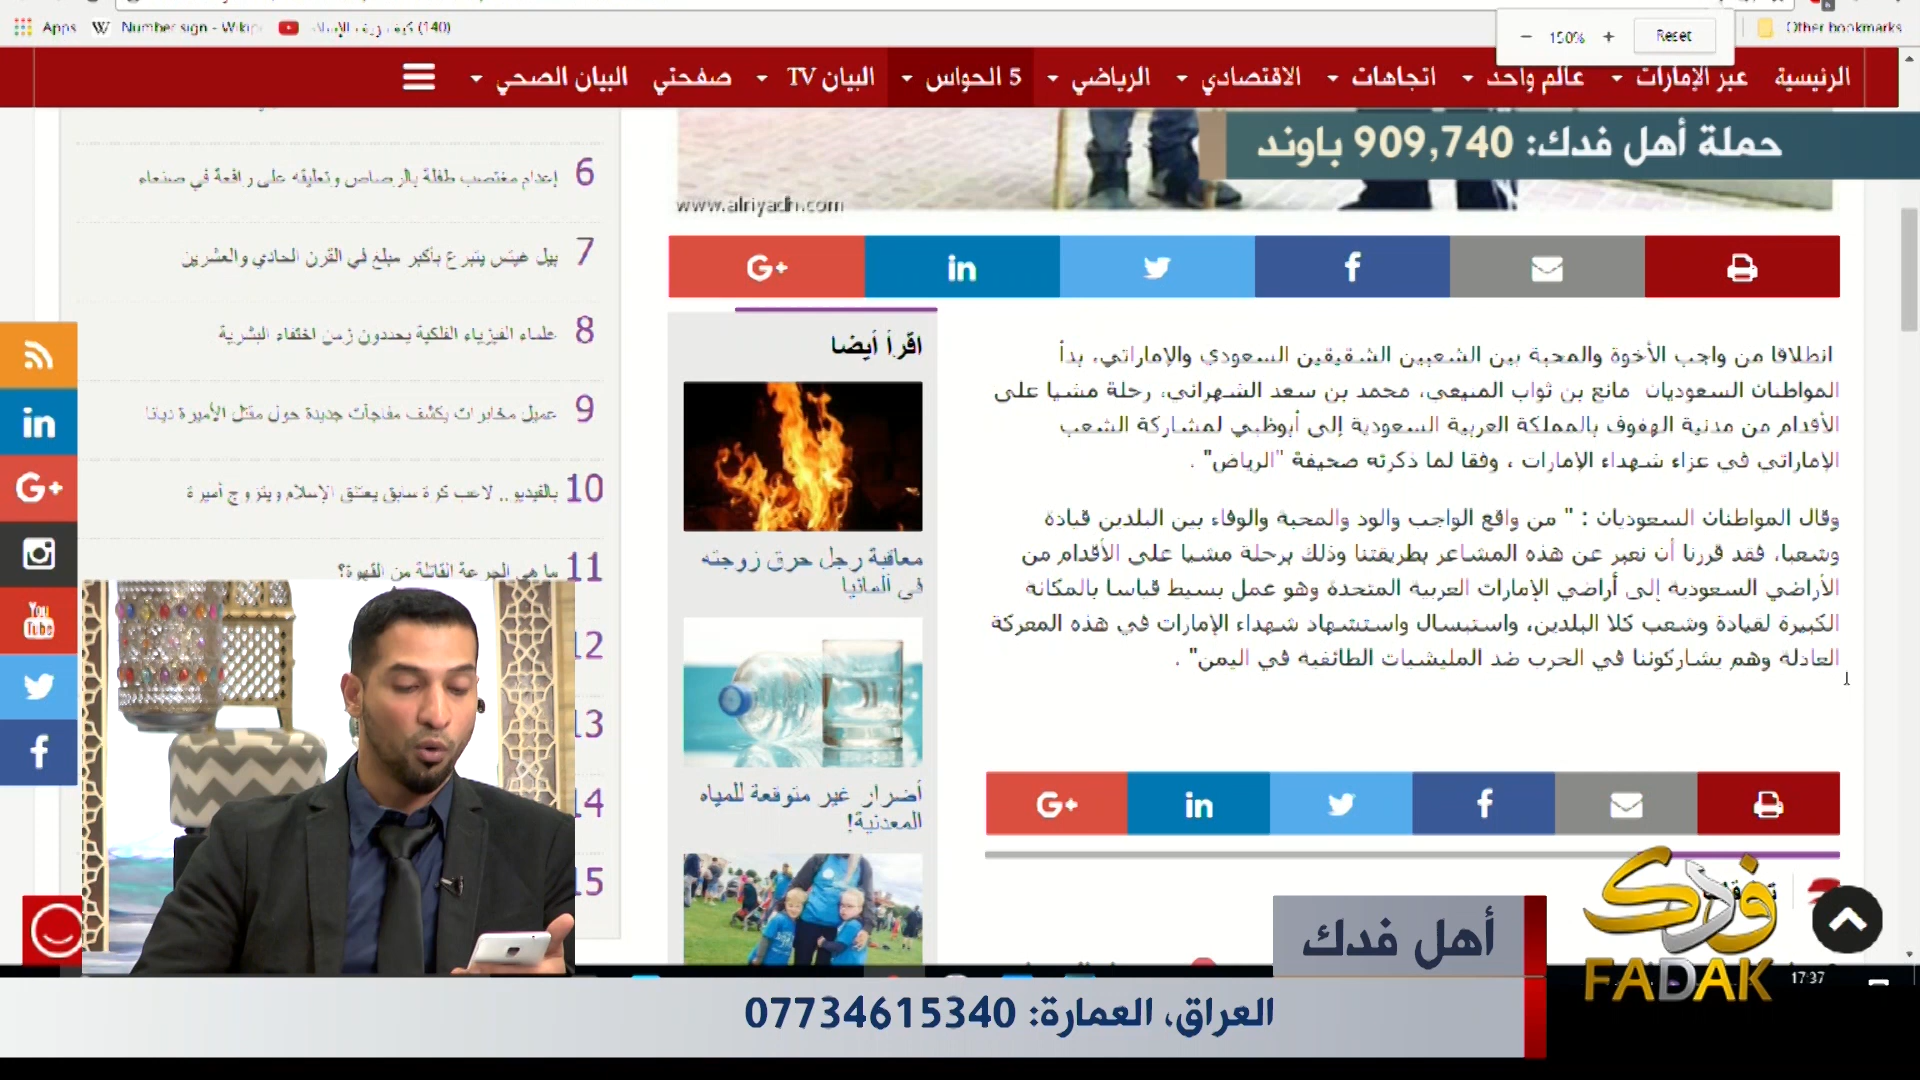 Apps
Number sign - Wikip
(140)
150%
Reset
Other bookmarks
الرئيسية
عبر الإمارات
عالم واحد
اتجاهات
الاقتصادي
الرياضي
5 الحواس
البيان TV
صفحتي
البيان الصحي
حملة أهل فدك: 909,740 باوند
www.alriyadh.com
6 إعدام مغتصب طفلة بالرصاص وتعليقه على رافعة في صنعاء
7 بيل غيتس يتبرع بأكبر مبلغ في القرن الحادي والعشرين
8 علماء الفيزياء الفلكية يحددون زمن اختفاء البشرية
9 عميل مخابرات يكشف مفاجآت جديدة حول مقتل الأميرة ديانا
10 بالفيديو.. لاعب كرة سابق يعتنق الإسلام ويتزوج أميرة
11 ما هي الجرعة القاتلة من القهوة؟
12
13
14
15
اقرأ أيضا
معاقبة رجل حرق زوجته
في ألمانيا
أضرار غير متوقعة للمياه
المعدنية!
انطلاقا من واجب الأخوة والمحبة بين الشعبين الشقيقين السعودي والإماراتي، بدأ
المواطنان السعوديان مانع بن ثواب المنيعي، محمد بن سعد الشهراني، رحلة مشيا على
الأقدام من مدنية الهفوف بالمملكة العربية السعودية إلى أبوظبي لمشاركة الشعب
الإماراتي في عزاء شهداء الإمارات ، وفقا لما ذكرته صحيفة "الرياض" .
وقال المواطنان السعوديان : " من واقع الواجب والود والمحبة والوفاء بين البلدين قيادة
وشعبا، فقد قررنا أن نعبر عن هذه المشاعر بطريقتنا وذلك برحلة مشيا على الأقدام من
الأراضي السعودية إلى أراضي الإمارات العربية المتحدة وهو عمل بسيط قياسا بالمكانة
الكبيرة لقيادة وشعب كلا البلدين، واستبسال واستشهاد شهداء الإمارات في هذه المعركة
العادلة وهم يشاركوننا في الحرب ضد المليشيات الطائفية في اليمن" .
You
Tube
أهل فدك
فدك
FADAK
17:37
العراق، العمارة: 07734615340